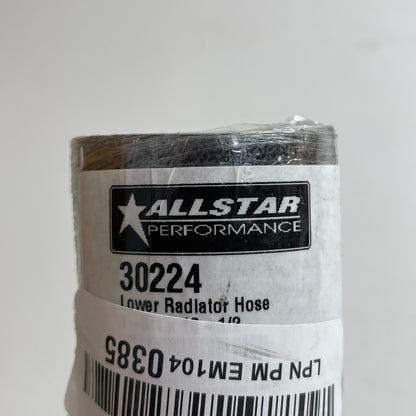 ALLSTAR
PERFORMANCE
30224
Lower Radiator Hose
LPN PM EM104 0385